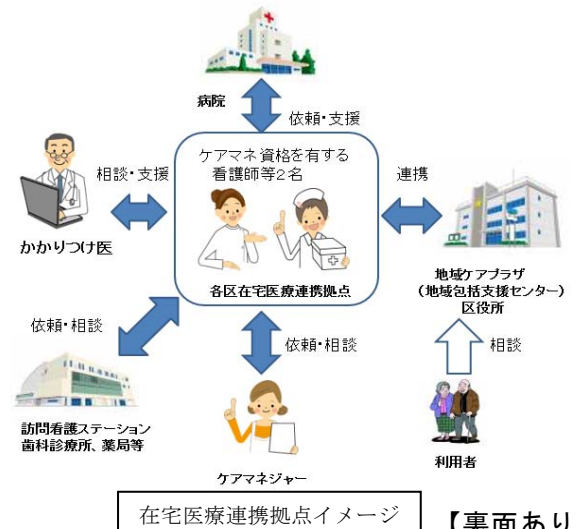 病院
依頼・支援
ケアマネ資格を有する
看護師等2名
相談・支援
連携
かかりつけ医
各区在宅医療連携拠点
地域ケアプラザ
(地域包括支援センター)
区役所
依頼・相談
依頼・相談
相談
訪問看護ステーション
歯科診療所、薬局等
ケアマネジャー
利用者
在宅医療連携拠点イメージ
【裏面あり